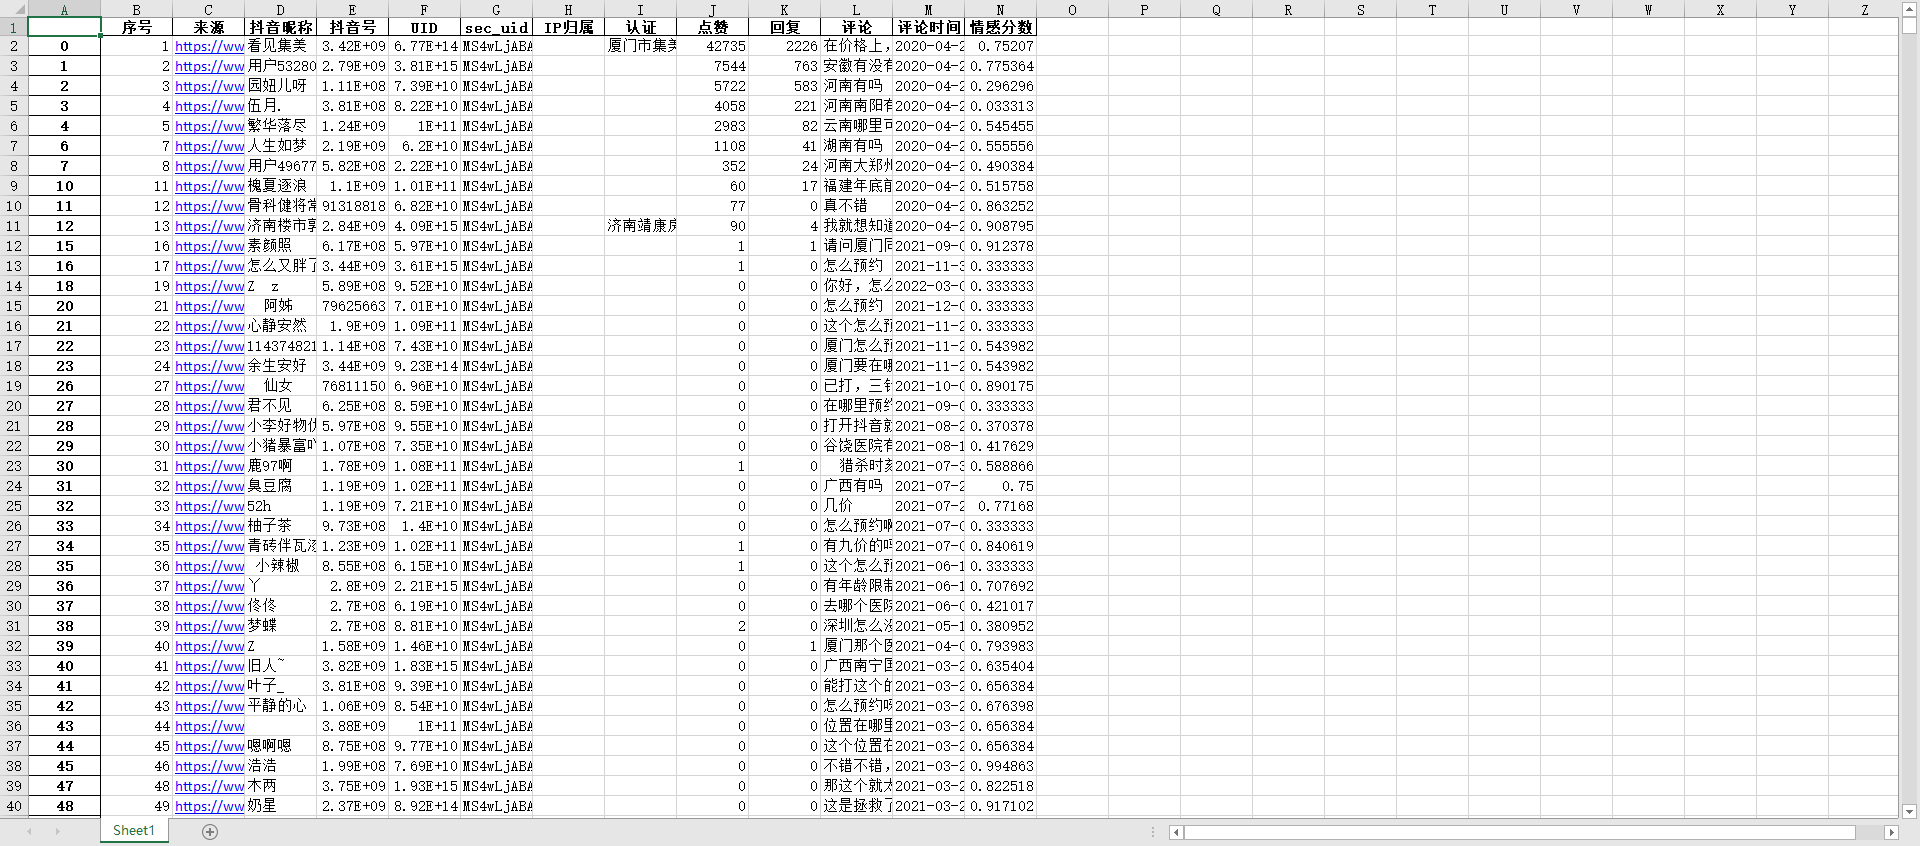 A B C D E F G H I J K L M N O P Q R S T U V W X Y Z
1 序号 来源 抖音昵称 抖音号 UID sec_uid IP归属 认证 点赞 回复 评论 评论时间 情感分数
2 0 1 https://ww 看见集美 3.42E+09 6.77E+14 MS4wLjABA 厦门市集美 42735 2226 在价格上, 2020-04-2 0.75207
3 1 2 https://ww 用户53280 2.79E+09 3.81E+15 MS4wLjABA 7544 763 安徽有没有 2020-04-2 0.775364
4 2 3 https://ww 园妞儿呀 1.11E+08 7.39E+10 MS4wLjABA 5722 583 河南有吗 2020-04-2 0.296296
5 3 4 https://ww 伍月. 3.81E+08 8.22E+10 MS4wLjABA 4058 221 河南南阳有 2020-04-2 0.033313
6 4 5 https://ww 繁华落尽 1.24E+09 1E+11 MS4wLjABA 2983 82 云南哪里可 2020-04-2 0.545455
7 6 7 https://ww 人生如梦 2.19E+09 6.2E+10 MS4wLjABA 1108 41 湖南有吗 2020-04-2 0.555556
8 7 8 https://ww 用户49677 5.82E+08 2.22E+10 MS4wLjABA 352 24 河南大郑州 2020-04-2 0.490384
9 10 11 https://ww 槐夏逐浪 1.1E+09 1.01E+11 MS4wLjABA 60 17 福建年底前 2020-04-2 0.515758
10 11 12 https://ww 骨科健将常 91318818 6.82E+10 MS4wLjABA 77 0 真不错 2020-04-2 0.863252
11 12 13 https://ww 济南楼市郭 2.84E+09 4.09E+15 MS4wLjABA 济南靖康房 90 4 我就想知道 2020-04-2 0.908795
12 15 16 https://ww 素颜照 6.17E+08 5.97E+10 MS4wLjABA 1 1 请问厦门同 2021-09-0 0.912378
13 16 17 https://ww 怎么又胖了 3.44E+09 3.61E+15 MS4wLjABA 1 0 怎么预约 2021-11-3 0.333333
14 18 19 https://ww Z z 5.89E+08 9.52E+10 MS4wLjABA 0 0 你好, 怎么 2022-03-0 0.333333
15 20 21 https://ww 阿姊 79625663 7.01E+10 MS4wLjABA 0 0 怎么预约 2021-12-0 0.333333
16 21 22 https://ww 心静安然 1.9E+09 1.09E+11 MS4wLjABA 0 0 这个怎么预 2021-11-2 0.333333
17 22 23 https://ww 114374821 1.14E+08 7.43E+10 MS4wLjABA 0 0 厦门怎么预 2021-11-2 0.543982
18 23 24 https://ww 余生安好 3.44E+09 9.23E+14 MS4wLjABA 0 0 厦门要在哪 2021-11-2 0.543982
19 26 27 https://ww 仙女 76811150 6.96E+10 MS4wLjABA 0 0 已打, 三针 2021-10-0 0.890175
20 27 28 https://ww 君不见 6.25E+08 8.59E+10 MS4wLjABA 0 0 在哪里预约 2021-09-0 0.333333
21 28 29 https://ww 小李好物优 5.97E+08 9.55E+10 MS4wLjABA 0 0 打开抖音就 2021-08-2 0.370378
22 29 30 https://ww 小猪暴富吖 1.07E+08 7.35E+10 MS4wLjABA 0 0 谷饶医院有 2021-08-1 0.417629
23 30 31 https://ww 鹿97啊 1.78E+09 1.08E+11 MS4wLjABA 1 0 猎杀时刻 2021-07-3 0.588866
24 31 32 https://ww 臭豆腐 1.19E+09 1.02E+11 MS4wLjABA 0 0 广西有吗 2021-07-2 0.75
25 32 33 https://ww 52h 1.19E+09 7.21E+10 MS4wLjABA 0 0 几价 2021-07-2 0.77168
26 33 34 https://ww 柚子茶 9.73E+08 1.4E+10 MS4wLjABA 0 0 怎么预约啊 2021-07-0 0.333333
27 34 35 https://ww 青砖伴瓦漆 1.23E+09 1.02E+11 MS4wLjABA 1 0 有九价的吗 2021-07-0 0.840619
28 35 36 https://ww 小辣椒 8.55E+08 6.15E+10 MS4wLjABA 1 0 这个怎么预 2021-06-1 0.333333
29 36 37 https://ww 丫 2.8E+09 2.21E+15 MS4wLjABA 0 0 有年龄限制 2021-06-1 0.707692
30 37 38 https://ww 佟佟 2.7E+08 6.19E+10 MS4wLjABA 0 0 去哪个医院 2021-06-0 0.421017
31 38 39 https://ww 梦蝶 2.7E+08 8.81E+10 MS4wLjABA 2 0 深圳怎么没 2021-05-1 0.380952
32 39 40 https://ww Z 1.58E+09 1.46E+10 MS4wLjABA 0 1 厦门那个医 2021-04-0 0.793983
33 40 41 https://ww 旧人~ 3.82E+09 1.83E+15 MS4wLjABA 0 0 广西南宁国 2021-03-2 0.635404
34 41 42 https://ww 叶子_ 3.81E+08 9.39E+10 MS4wLjABA 0 0 能打这个的 2021-03-2 0.656384
35 42 43 https://ww 平静的心 1.06E+09 8.54E+10 MS4wLjABA 0 0 怎么预约呀 2021-03-2 0.676398
36 43 44 https://ww 3.88E+09 1E+11 MS4wLjABA 0 0 位置在哪里 2021-03-2 0.656384
37 44 45 https://ww 嗯啊嗯 8.75E+08 9.77E+10 MS4wLjABA 0 0 这个位置在 2021-03-2 0.656384
38 45 46 https://ww 浩浩 1.99E+08 7.69E+10 MS4wLjABA 0 0 不错不错, 2021-03-2 0.994863
39 47 48 https://ww 木两 3.75E+09 1.93E+15 MS4wLjABA 0 0 那这个就太 2021-03-2 0.822518
40 48 49 https://ww 奶星 2.37E+09 8.92E+14 MS4wLjABA 0 0 这是拯救了 2021-03-2 0.917102
Sheet1